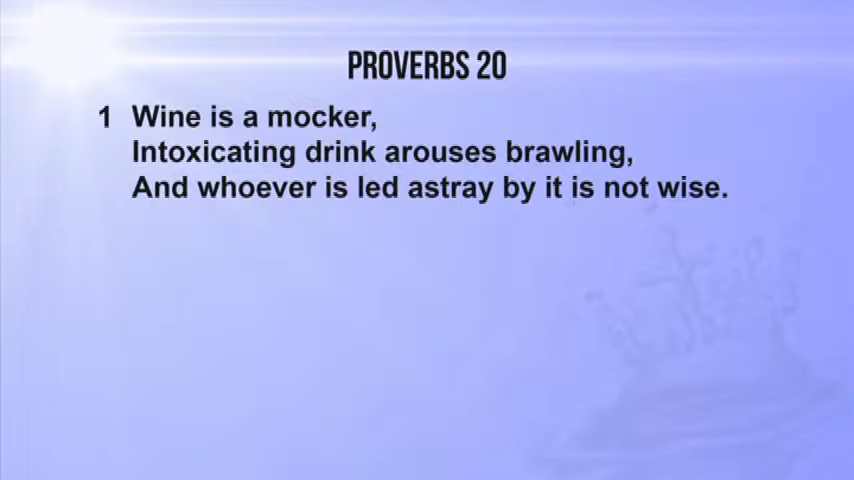 PROVERBS 20
1 Wine is a mocker,
Intoxicating drink arouses brawling,
And whoever is led astray by it is not wise.